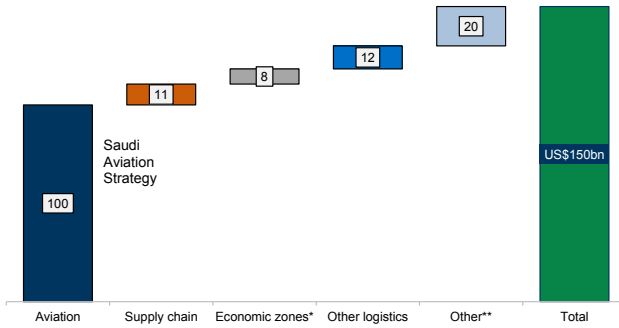 20
12
8
11
Saudi
Aviation
Strategy
US$150bn
100
Aviation Supply chain Economic zones* Other logistics Other** Total